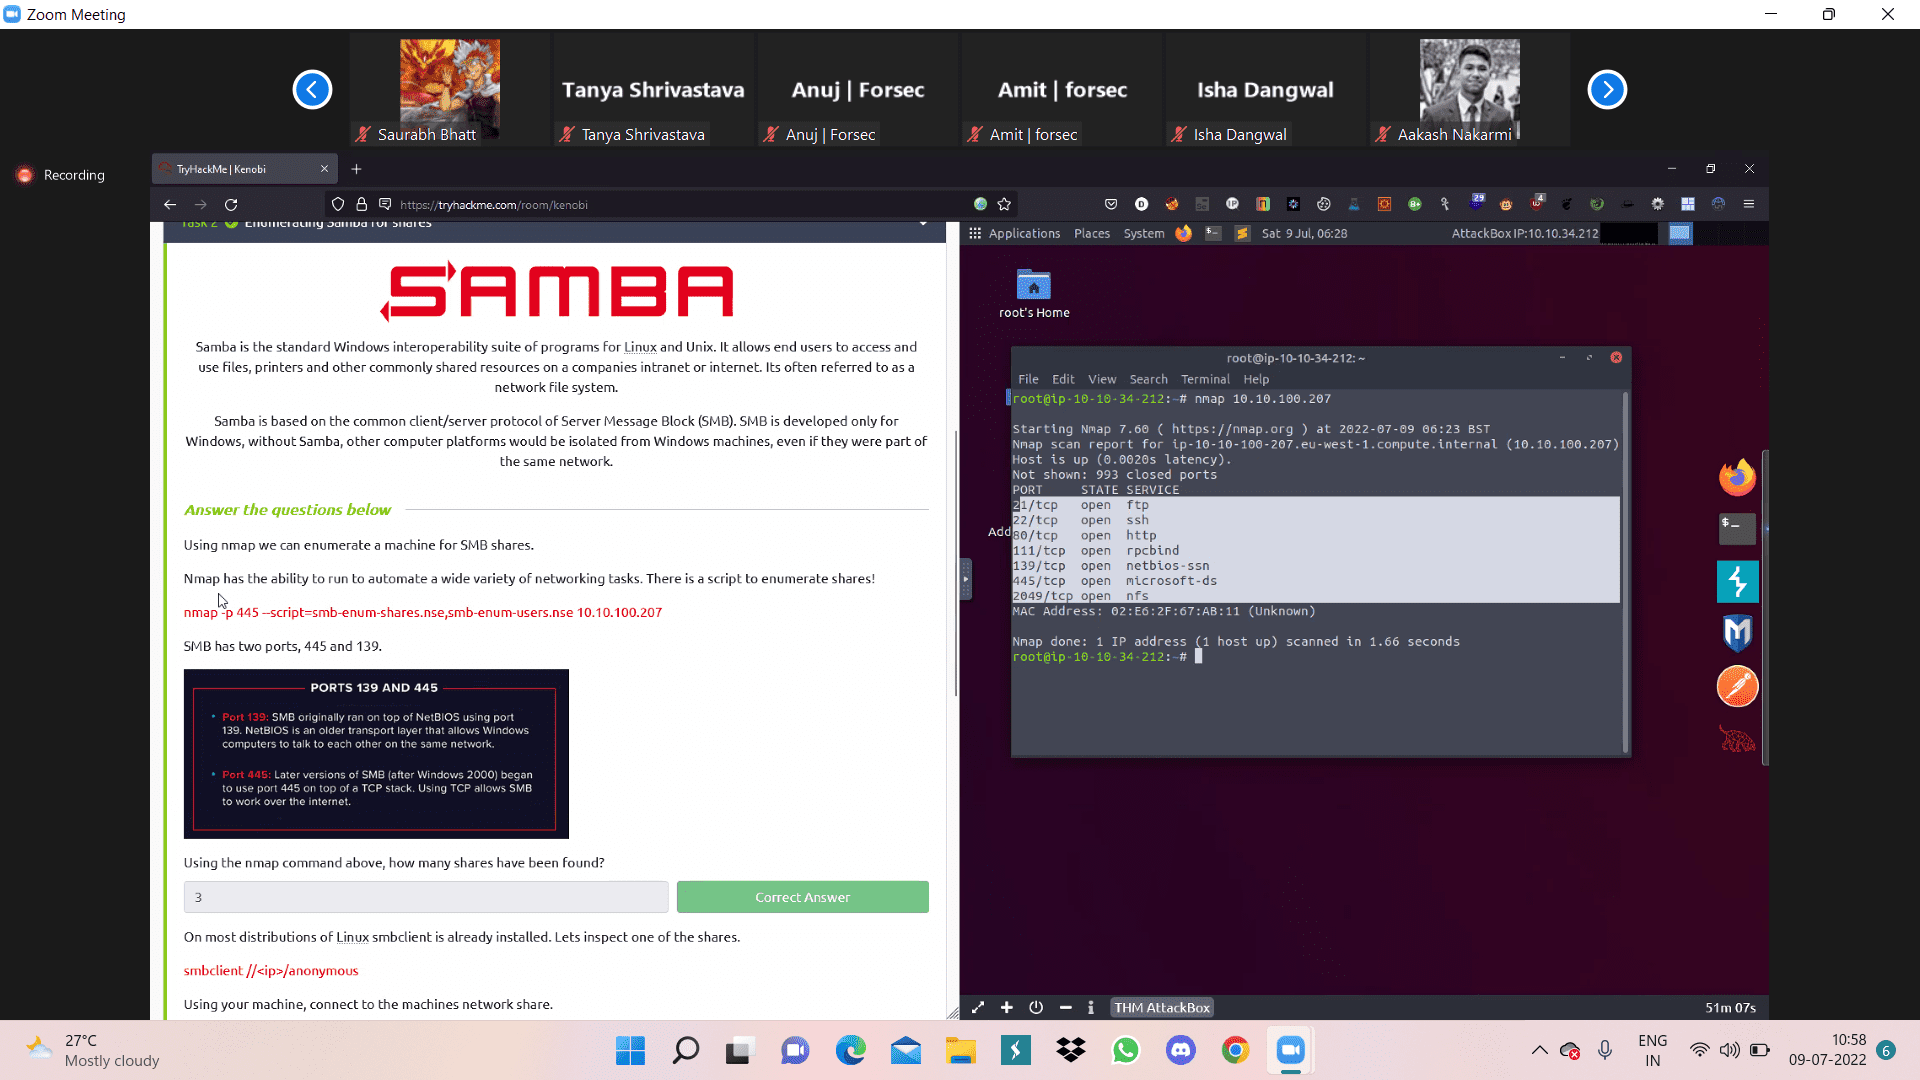 Zoom Meeting
Tanya Shrivastava
Anuj | Forsec
Amit | forsec
Isha Dangwal
Saurabh Bhatt
Tanya Shrivastava
Anuj | Forsec
Amit | forsec
Isha Dangwal
Aakash Nakarmi
Recording
TryHackMe | Kenobi
https://tryhackme.com/room/kenobi
29
4
Task 2
Enumerating Samba for shares
SAMBA
Samba is the standard Windows interoperability suite of programs for Linux and Unix. It allows end users to access and
use files, printers and other commonly shared resources on a companies intranet or internet. Its often referred to as a
network file system.
Samba is based on the common client/server protocol of Server Message Block (SMB). SMB is developed only for
Windows, without Samba, other computer platforms would be isolated from Windows machines, even if they were part of
the same network.
Answer the questions below
Using nmap we can enumerate a machine for SMB shares.
Nmap has the ability to run to automate a wide variety of networking tasks. There is a script to enumerate shares!
nmap -p 445 --script=smb-enum-shares.nse,smb-enum-users.nse 10.10.100.207
SMB has two ports, 445 and 139.
PORTS 139 AND 445
• Port 139: SMB originally ran on top of NetBIOS using port
139. NetBIOS is an older transport layer that allows Windows
computers to talk to each other on the same network.
• Port 445: Later versions of SMB (after Windows 2000) began
to use port 445 on top of a TCP stack. Using TCP allows SMB
to work over the internet.
Using the nmap command above, how many shares have been found?
3
Correct Answer
On most distributions of Linux smbclient is already installed. Lets inspect one of the shares.
smbclient //<ip>/anonymous
Using your machine, connect to the machines network share.
Applications Places System
Sat 9 Jul, 06:28
AttackBox IP:10.10.34.212
root's Home
Add
root@ip-10-10-34-212: ~
File Edit View Search Terminal Help
root@ip-10-10-34-212:~# nmap 10.10.100.207
Starting Nmap 7.60 ( https://nmap.org ) at 2022-07-09 06:23 BST
Nmap scan report for ip-10-10-100-207.eu-west-1.compute.internal (10.10.100.207)
Host is up (0.0020s latency).
Not shown: 993 closed ports
PORT STATE SERVICE
21/tcp open ftp
22/tcp open ssh
80/tcp open http
111/tcp open rpcbind
139/tcp open netbios-ssn
445/tcp open microsoft-ds
2049/tcp open nfs
MAC Address: 02:E6:2F:67:AB:11 (Unknown)
Nmap done: 1 IP address (1 host up) scanned in 1.66 seconds
root@ip-10-10-34-212:~#
THM AttackBox
51m 07s
27°C
Mostly cloudy
ENG
IN
10:58
09-07-2022
6